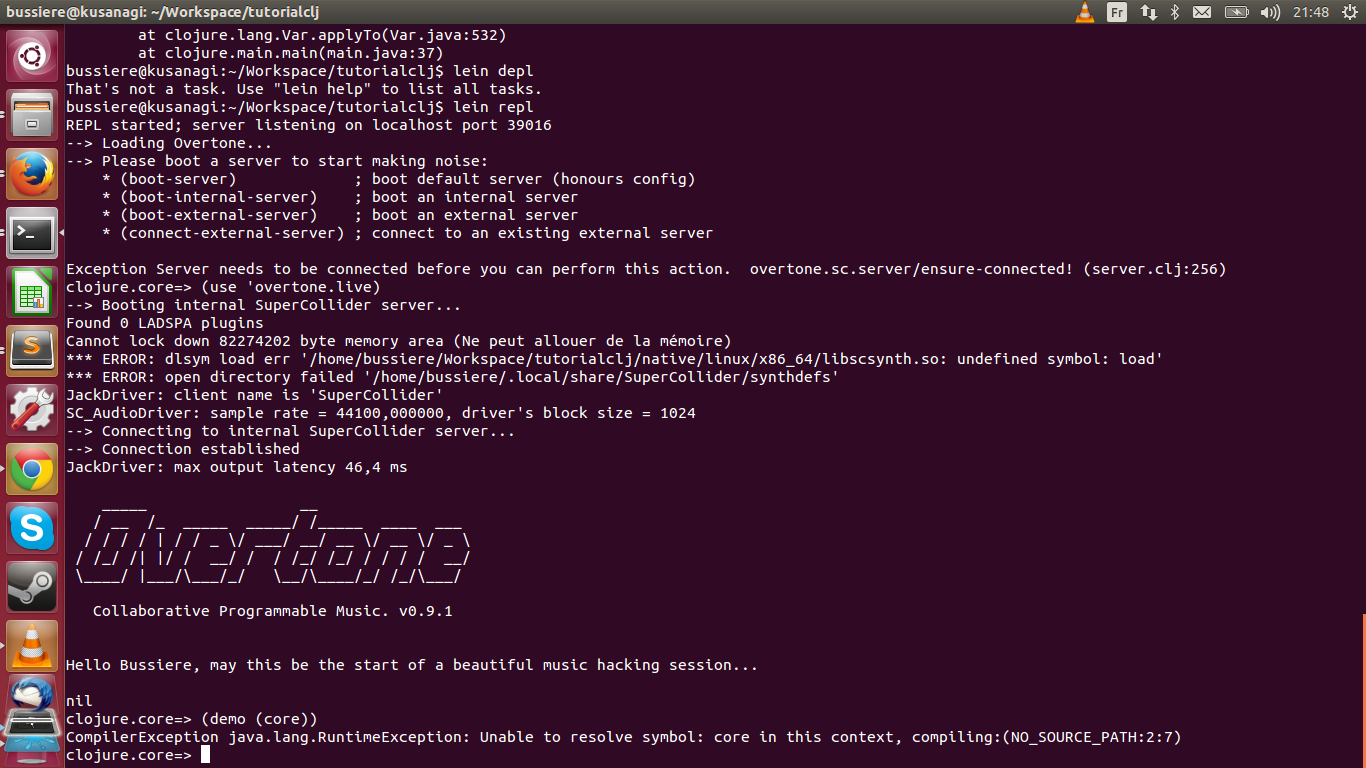 bussiere@kusanagi: ~/Workspace/tutorialclj
Fr
21:48
        at clojure.lang.Var.applyTo(Var.java:532)
        at clojure.main.main(main.java:37)
bussiere@kusanagi:~/Workspace/tutorialclj$ lein depl
That's not a task. Use "lein help" to list all tasks.
bussiere@kusanagi:~/Workspace/tutorialclj$ lein repl
REPL started; server listening on localhost port 39016
--> Loading Overtone...
--> Please boot a server to start making noise:
    * (boot-server)             ; boot default server (honours config)
    * (boot-internal-server)    ; boot an internal server
    * (boot-external-server)    ; boot an external server
    * (connect-external-server) ; connect to an existing external server
Exception Server needs to be connected before you can perform this action.  overtone.sc.server/ensure-connected! (server.clj:256)
clojure.core=> (use 'overtone.live)
--> Booting internal SuperCollider server...
Found 0 LADSPA plugins
Cannot lock down 82274202 byte memory area (Ne peut allouer de la mémoire)
*** ERROR: dlsym load err '/home/bussiere/Workspace/tutorialclj/native/linux/x86_64/libscsynth.so: undefined symbol: load'
*** ERROR: open directory failed '/home/bussiere/.local/share/SuperCollider/synthdefs'
JackDriver: client name is 'SuperCollider'
SC_AudioDriver: sample rate = 44100,000000, driver's block size = 1024
--> Connecting to internal SuperCollider server...
--> Connection established
JackDriver: max output latency 46,4 ms
Overtone
   Collaborative Programmable Music. v0.9.1
Hello Bussiere, may this be the start of a beautiful music hacking session...
nil
clojure.core=> (demo (core))
CompilerException java.lang.RuntimeException: Unable to resolve symbol: core in this context, compiling:(NO_SOURCE_PATH:2:7)
clojure.core=>